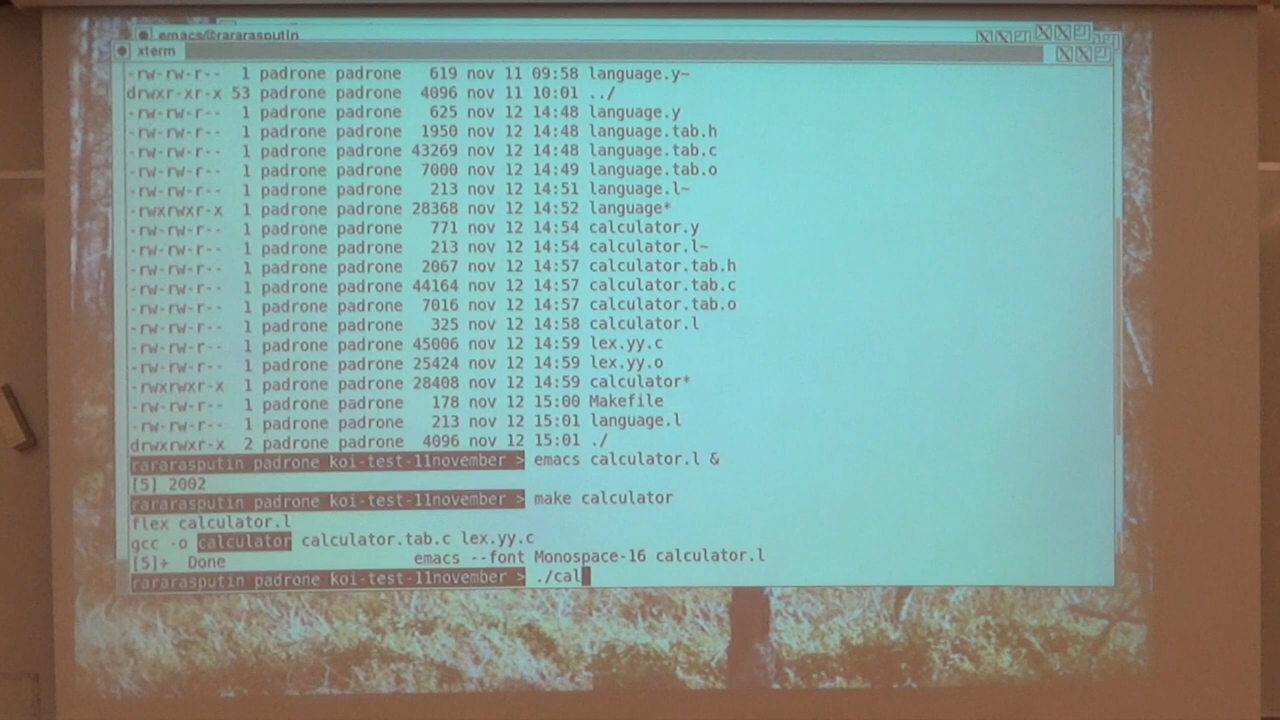 emacs@rararasputin
xterm
-rw-rw-r-- 1 padrone padrone 619 nov 11 09:58 language.y~
drwxr-xr-x 53 padrone padrone 4096 nov 11 10:01 ../
-rw-rw-r-- 1 padrone padrone 625 nov 12 14:48 language.y
-rw-rw-r-- 1 padrone padrone 1950 nov 12 14:48 language.tab.h
-rw-rw-r-- 1 padrone padrone 43269 nov 12 14:48 language.tab.c
-rw-rw-r-- 1 padrone padrone 7000 nov 12 14:49 language.tab.o
-rw-rw-r-- 1 padrone padrone 213 nov 12 14:51 language.l~
-rwxrwxr-x 1 padrone padrone 28368 nov 12 14:52 language*
-rw-rw-r-- 1 padrone padrone 771 nov 12 14:54 calculator.y
-rw-rw-r-- 1 padrone padrone 213 nov 12 14:54 calculator.l~
-rw-rw-r-- 1 padrone padrone 2067 nov 12 14:57 calculator.tab.h
-rw-rw-r-- 1 padrone padrone 44164 nov 12 14:57 calculator.tab.c
-rw-rw-r-- 1 padrone padrone 7016 nov 12 14:57 calculator.tab.o
-rw-rw-r-- 1 padrone padrone 325 nov 12 14:58 calculator.l
-rw-rw-r-- 1 padrone padrone 45006 nov 12 14:59 lex.yy.c
-rw-rw-r-- 1 padrone padrone 25424 nov 12 14:59 lex.yy.o
-rwxrwxr-x 1 padrone padrone 28408 nov 12 14:59 calculator*
-rw-rw-r-- 1 padrone padrone 178 nov 12 15:00 Makefile
-rw-rw-r-- 1 padrone padrone 213 nov 12 15:01 language.l
drwxrwxr-x 2 padrone padrone 4096 nov 12 15:01 ./
rararasputin padrone koi-test-11november > emacs calculator.l &
[5] 2002
rararasputin padrone koi-test-11november > make calculator
flex calculator.l
gcc -o calculator calculator.tab.c lex.yy.c
[5]+ Done emacs --font Monospace-16 calculator.l
rararasputin padrone koi-test-11november > ./cal